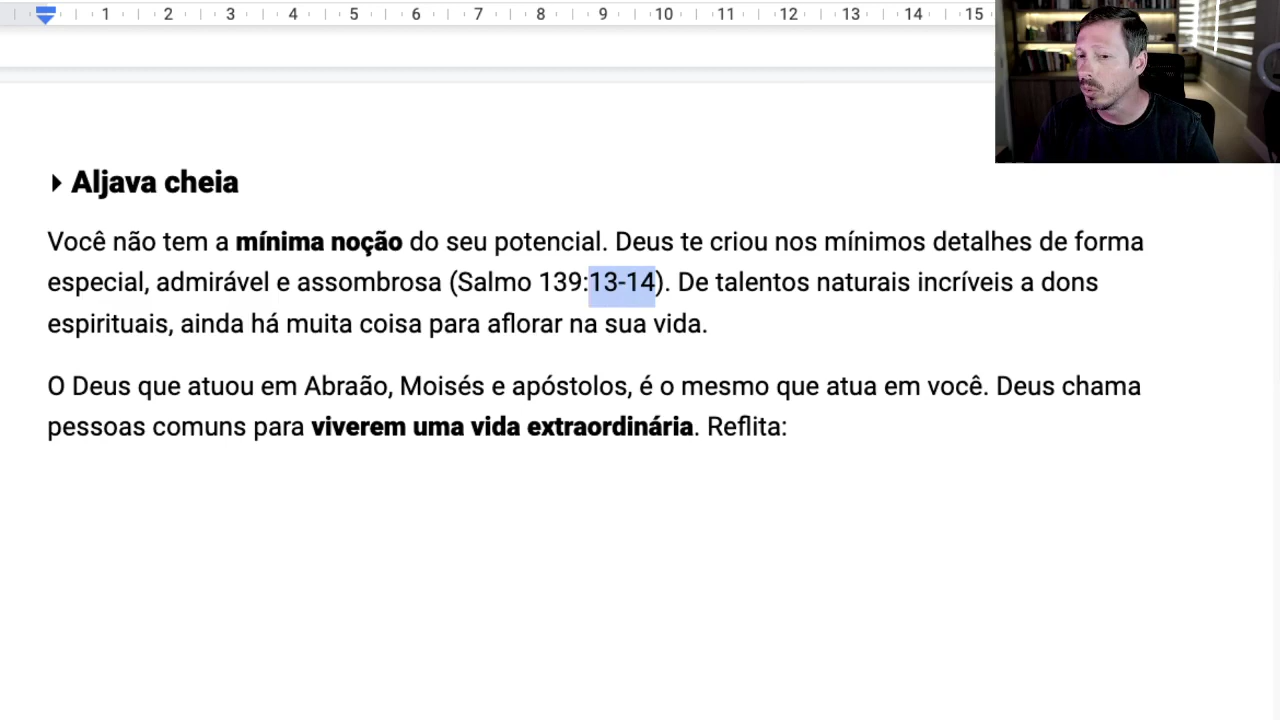 1 2 3 4 5 6 7 8 9 10 11 12 13 14 15
Aljava cheia
Você não tem a mínima noção do seu potencial. Deus te criou nos mínimos detalhes de forma
especial, admirável e assombrosa (Salmo 139:13-14). De talentos naturais incríveis a dons
espirituais, ainda há muita coisa para aflorar na sua vida.
O Deus que atuou em Abraão, Moisés e apóstolos, é o mesmo que atua em você. Deus chama
pessoas comuns para viverem uma vida extraordinária. Reflita: